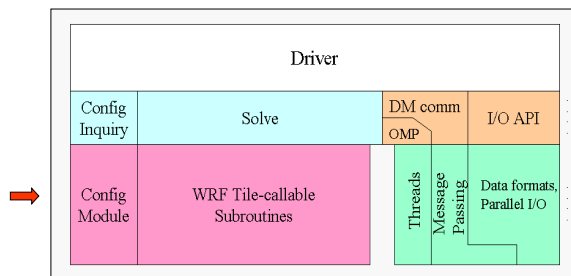 Driver
Config
Inquiry
Solve
DM comm
OMP
I/O API
Config
Module
WRF Tile-callable
Subroutines
Threads
Message
Passing
Data formats,
Parallel I/O